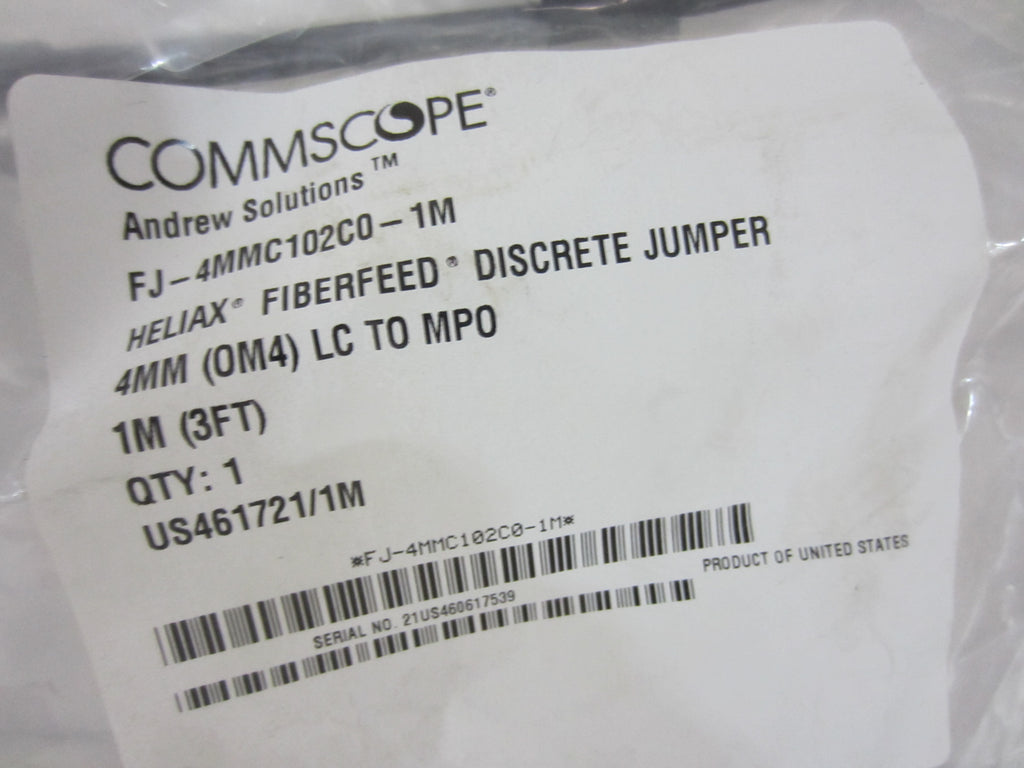 COMMSCOPE®
Andrew Solutions™
FJ-4MMC102C0-1M
HELIAX® FIBERFEED® DISCRETE JUMPER
4MM (OM4) LC TO MPO
1M (3FT)
QTY: 1
US461721/1M
*FJ-4MMC102C0-1M*
PRODUCT OF UNITED STATES
SERIAL NO. 21US460617539